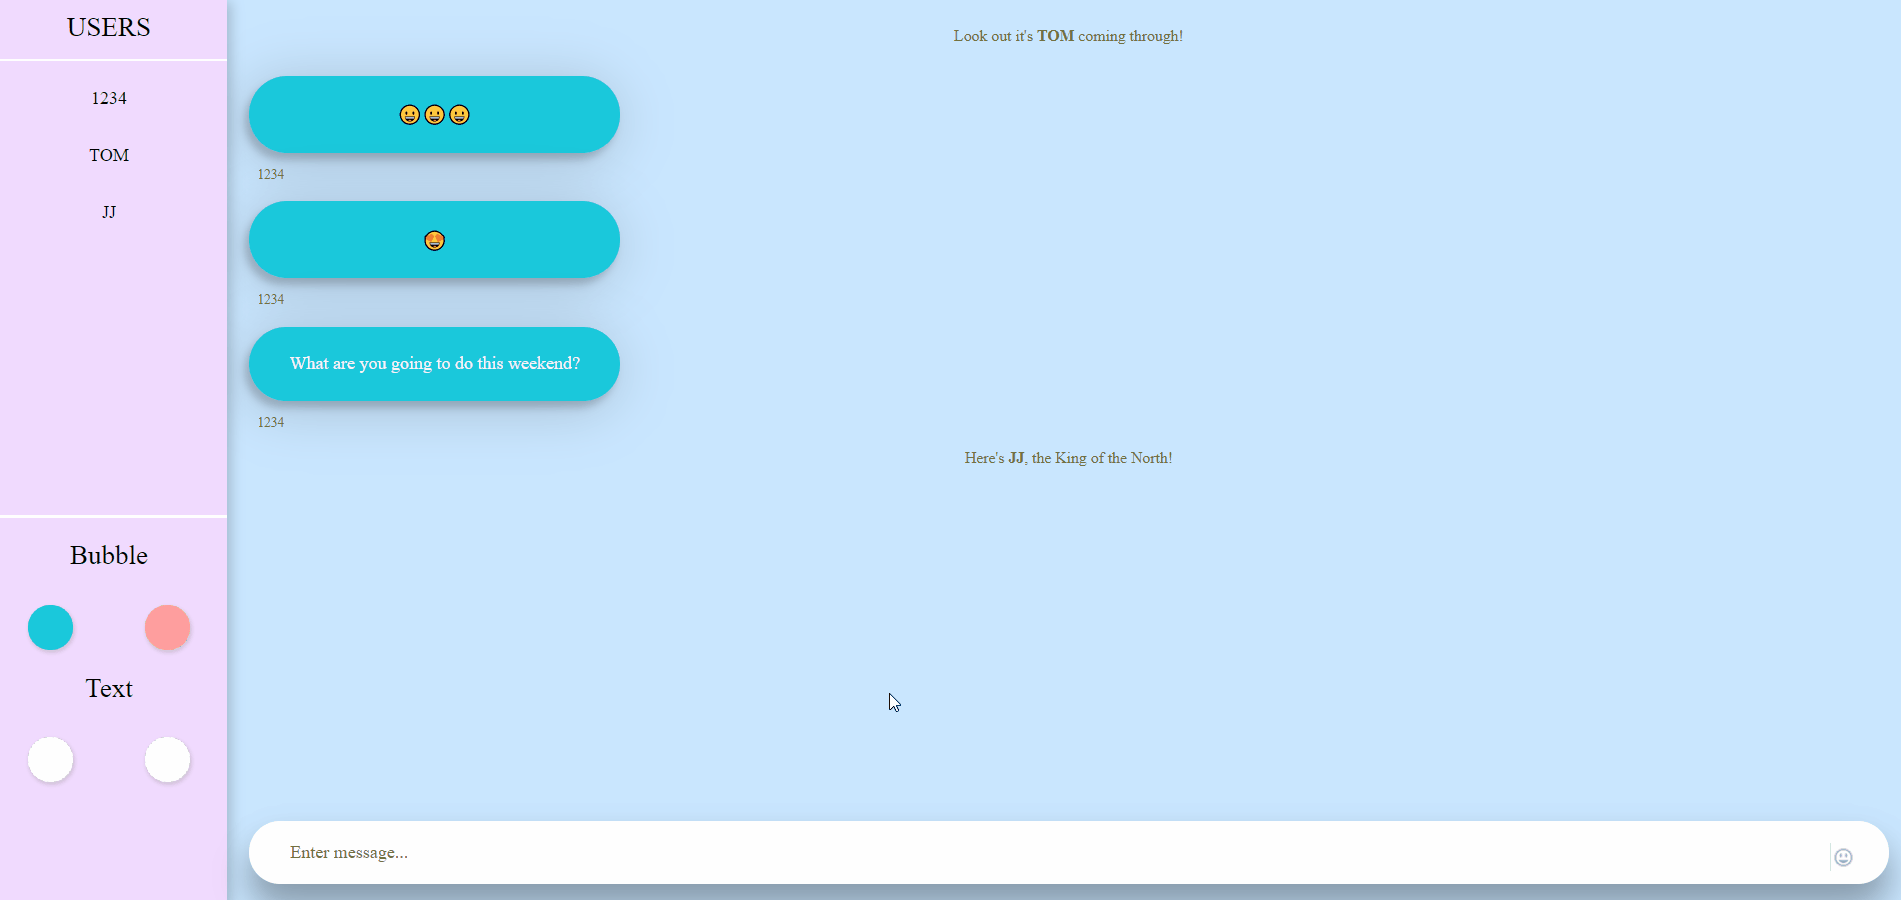 USERS
1234
TOM
JJ
Bubble
Text
Look out it's TOM coming through!
😀😀😀
1234
🤩
1234
What are you going to do this weekend?
1234
Here's JJ, the King of the North!
Enter message...